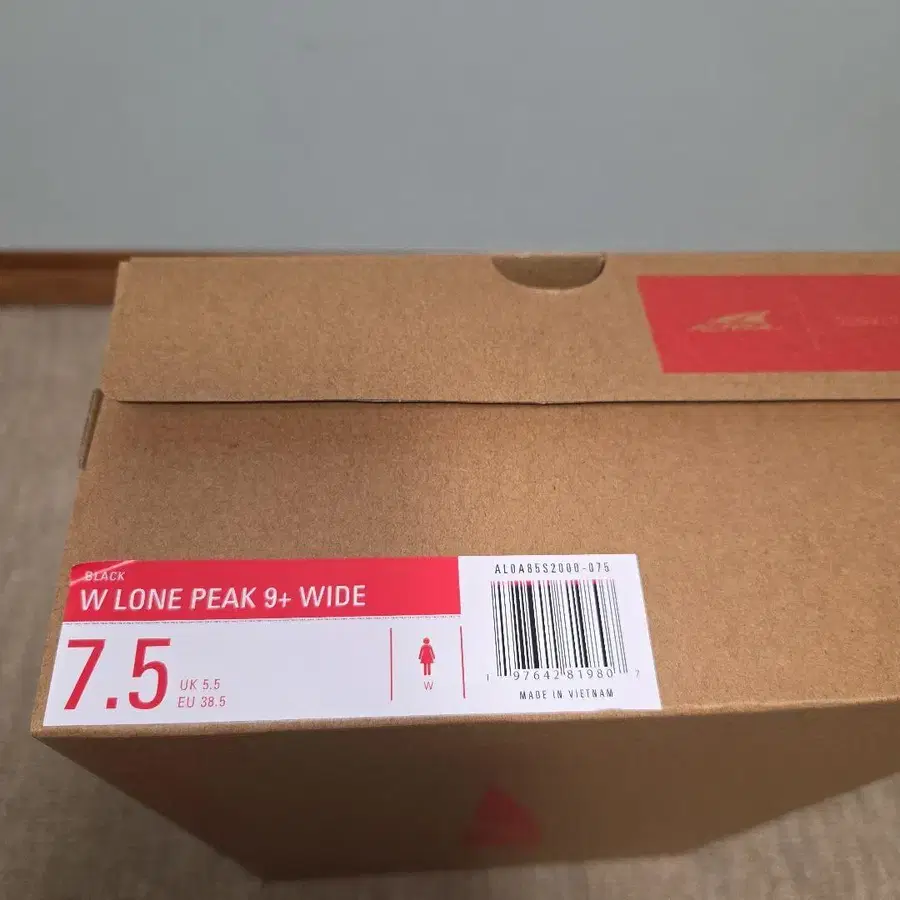 ALTRA
BLACK
W LONE PEAK 9+ WIDE
7.5
UK 5.5
EU 38.5
W
AL0A85S2000-075
1 97642 81980 7
MADE IN VIETNAM